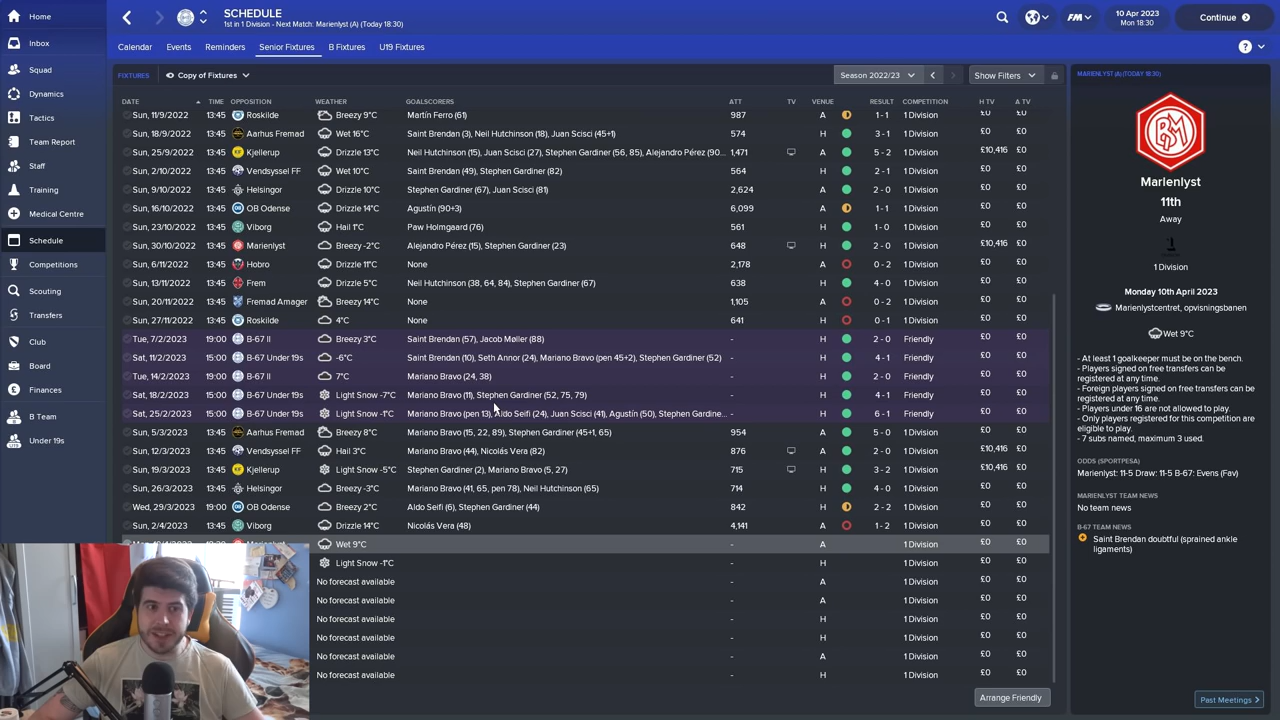 Home
Inbox
Squad
Dynamics
Tactics
Team Report
Staff
Training
Medical Centre
Schedule
Competitions
Scouting
Transfers
Club
Board
Finances
B Team
Under 19s
SCHEDULE
1st in 1 Division - Next Match: Marienlyst (A) (Today 18:30)
FM
10 Apr 2023
Mon 18:30
Continue
Calendar Events Reminders Senior Fixtures B Fixtures U19 Fixtures
?
FIXTURES Copy of Fixtures Season 2022/23 Show Filters
DATE TIME OPPOSITION WEATHER GOALSCORERS ATT TV VENUE RESULT COMPETITION H TV A TV
Sun, 11/9/2022 13:45 Roskilde Breezy 9°C Martín Ferro (61) 987 A 1-1 1 Division £0 £0
Sun, 18/9/2022 13:45 Aarhus Fremad Wet 16°C Saint Brendan (3), Neil Hutchinson (18), Juan Scisci (45+1) 574 H 3-1 1 Division £0 £0
Sun, 25/9/2022 13:45 Kjellerup Drizzle 13°C Neil Hutchinson (15), Juan Scisci (27), Stephen Gardiner (56, 85), Alejandro Pérez (90... 1,471 A 5-2 1 Division £10,416 £0
Sun, 2/10/2022 13:45 Vendsyssel FF Wet 10°C Saint Brendan (49), Stephen Gardiner (82) 564 H 2-1 1 Division £0 £0
Sun, 9/10/2022 13:45 Helsingor Drizzle 10°C Stephen Gardiner (67), Juan Scisci (81) 2,624 A 2-0 1 Division £0 £0
Sun, 16/10/2022 13:45 OB Odense Drizzle 14°C Agustín (90+3) 6,099 A 1-1 1 Division £0 £0
Sun, 23/10/2022 13:45 Viborg Hail 1°C Paw Holmgaard (76) 561 H 1-0 1 Division £0 £0
Sun, 30/10/2022 13:45 Marienlyst Breezy -2°C Alejandro Pérez (15), Stephen Gardiner (23) 648 H 2-0 1 Division £10,416 £0
Sun, 6/11/2022 13:45 Hobro Drizzle 11°C None 2,178 A 0-2 1 Division £0 £0
Sun, 13/11/2022 13:45 Frem Drizzle 5°C Neil Hutchinson (38, 64, 84), Stephen Gardiner (67) 638 H 4-0 1 Division £0 £0
Sun, 20/11/2022 13:45 Fremad Amager Breezy 14°C None 1,105 A 0-2 1 Division £0 £0
Sun, 27/11/2022 13:45 Roskilde 4°C None 641 H 0-1 1 Division £0 £0
Tue, 7/2/2023 19:00 B-67 II Breezy 3°C Saint Brendan (57), Jacob Møller (88) - H 2-0 Friendly £0 £0
Sat, 11/2/2023 15:00 B-67 Under 19s -6°C Saint Brendan (10), Seth Annor (24), Mariano Bravo (pen 45+2), Stephen Gardiner (52) - H 4-1 Friendly £0 £0
Tue, 14/2/2023 19:00 B-67 II 7°C Mariano Bravo (24, 38) - H 2-0 Friendly £0 £0
Sat, 18/2/2023 15:00 B-67 Under 19s Light Snow -7°C Mariano Bravo (11), Stephen Gardiner (52, 75, 79) - H 4-1 Friendly £0 £0
Sat, 25/2/2023 15:00 B-67 Under 19s Light Snow -1°C Mariano Bravo (pen 13), Aldo Seifi (24), Juan Scisci (41), Agustín (50), Stephen Gardine... - H 6-1 Friendly £0 £0
Sun, 5/3/2023 13:45 Aarhus Fremad Breezy 8°C Mariano Bravo (15, 22, 89), Stephen Gardiner (45+1, 65) 954 A 5-0 1 Division £0 £0
Sun, 12/3/2023 13:45 Vendsyssel FF Hail 3°C Mariano Bravo (44), Nicolás Vera (82) 876 H 2-0 1 Division £10,416 £0
Sun, 19/3/2023 13:45 Kjellerup Light Snow -5°C Stephen Gardiner (2), Mariano Bravo (5, 27) 715 H 3-2 1 Division £10,416 £0
Sun, 26/3/2023 13:45 Helsingor Breezy -3°C Mariano Bravo (41, 65, pen 78), Neil Hutchinson (65) 714 H 4-0 1 Division £0 £0
Wed, 29/3/2023 19:00 OB Odense Breezy 2°C Aldo Seifi (6), Stephen Gardiner (44) 842 H 2-2 1 Division £0 £0
Sun, 2/4/2023 13:45 Viborg Drizzle 14°C Nicolás Vera (48) 4,141 A 1-2 1 Division £0 £0
Wet 9°C - A 1 Division £0 £0
Light Snow -1°C - H 1 Division £0 £0
No forecast available - A 1 Division £0 £0
No forecast available - A 1 Division £0 £0
No forecast available - H 1 Division £0 £0
No forecast available - H 1 Division £0 £0
No forecast available - A 1 Division £0 £0
No forecast available - H 1 Division £0 £0
Arrange Friendly
MARIENLYST (A) (TODAY 18:30)
Marienlyst
11th
Away
1 Division
Monday 10th April 2023
Marienlystcentret, opvisningsbanen
Wet 9°C
- At least 1 goalkeeper must be on the bench.
- Players signed on free transfers can be
registered at any time.
- Foreign players signed on free transfers can be
registered at any time.
- Players under 16 are not allowed to play.
- Only players registered for this competition are
eligible to play.
- 7 subs named, maximum 3 used.
ODDS (SPORTPESA)
Marienlyst: 11-5 Draw: 11-5 B-67: Evens (Fav)
MARIENLYST TEAM NEWS
No team news
B-67 TEAM NEWS
Saint Brendan doubtful (sprained ankle
ligaments)
Past Meetings